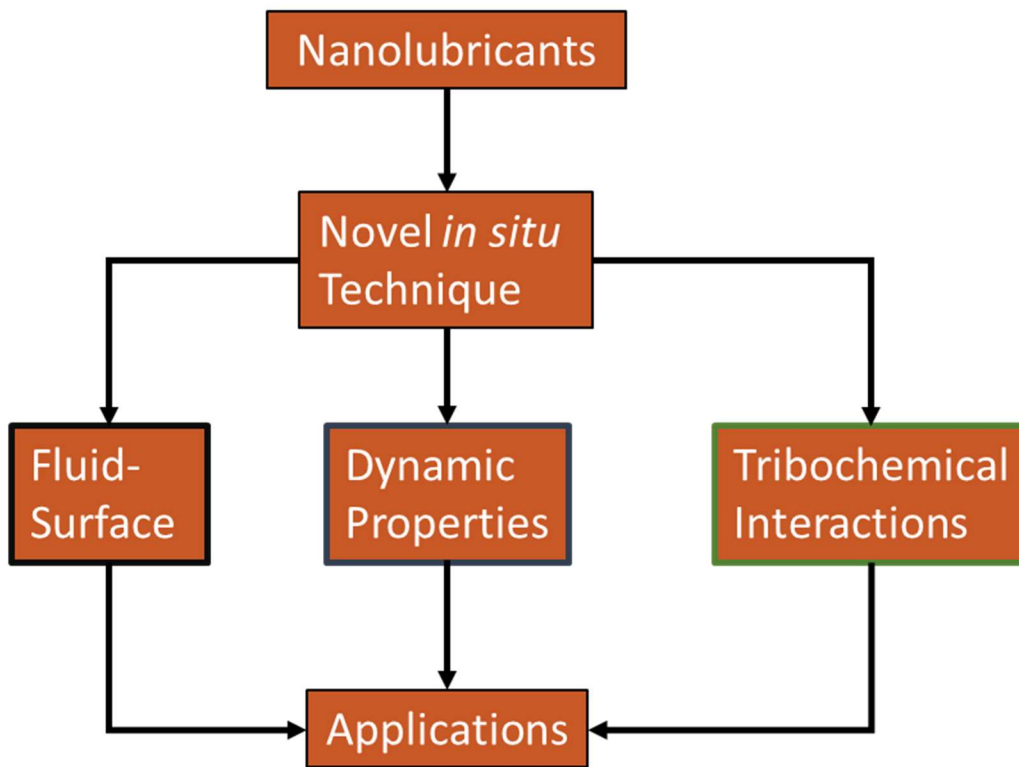 Nanolubricants
Novel in situ
Technique
Fluid-
Surface
Dynamic
Properties
Tribochemical
Interactions
Applications